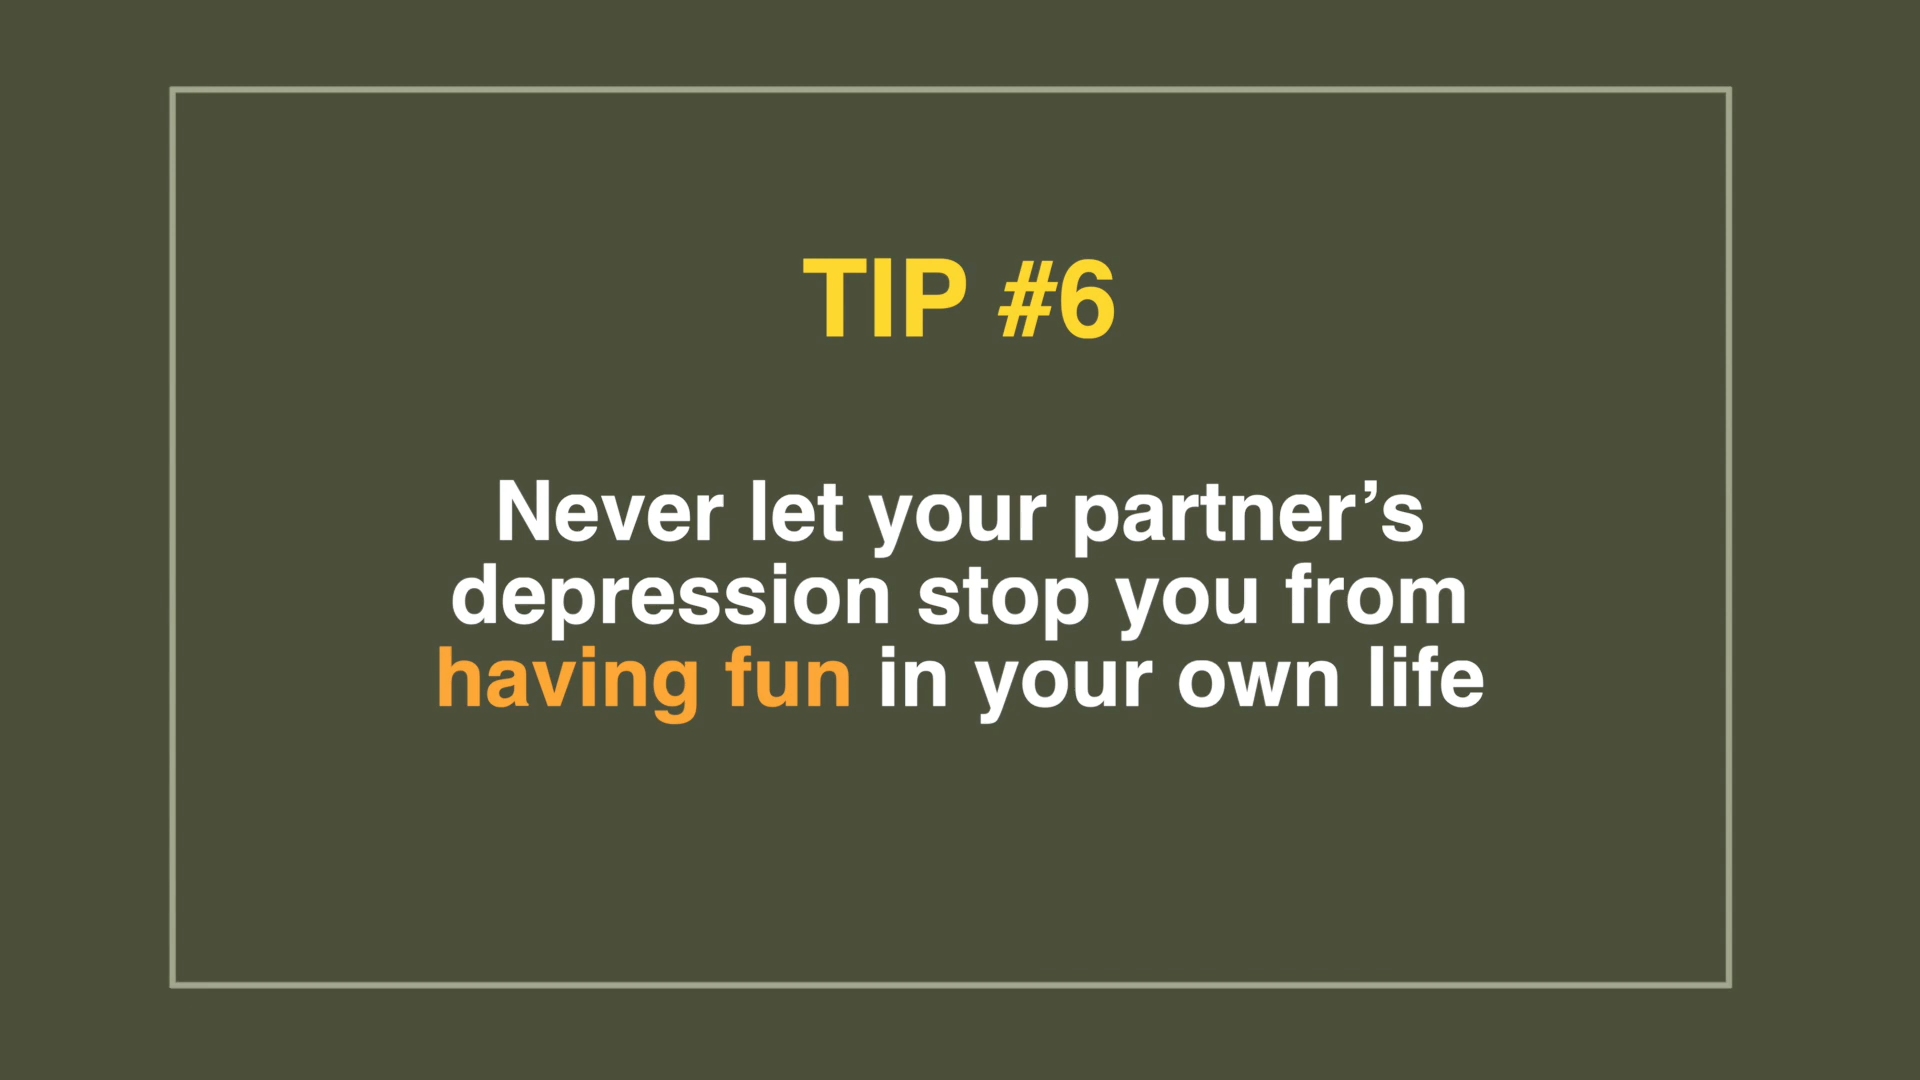 TIP #6
Never let your partner’s
depression stop you from
having fun in your own life